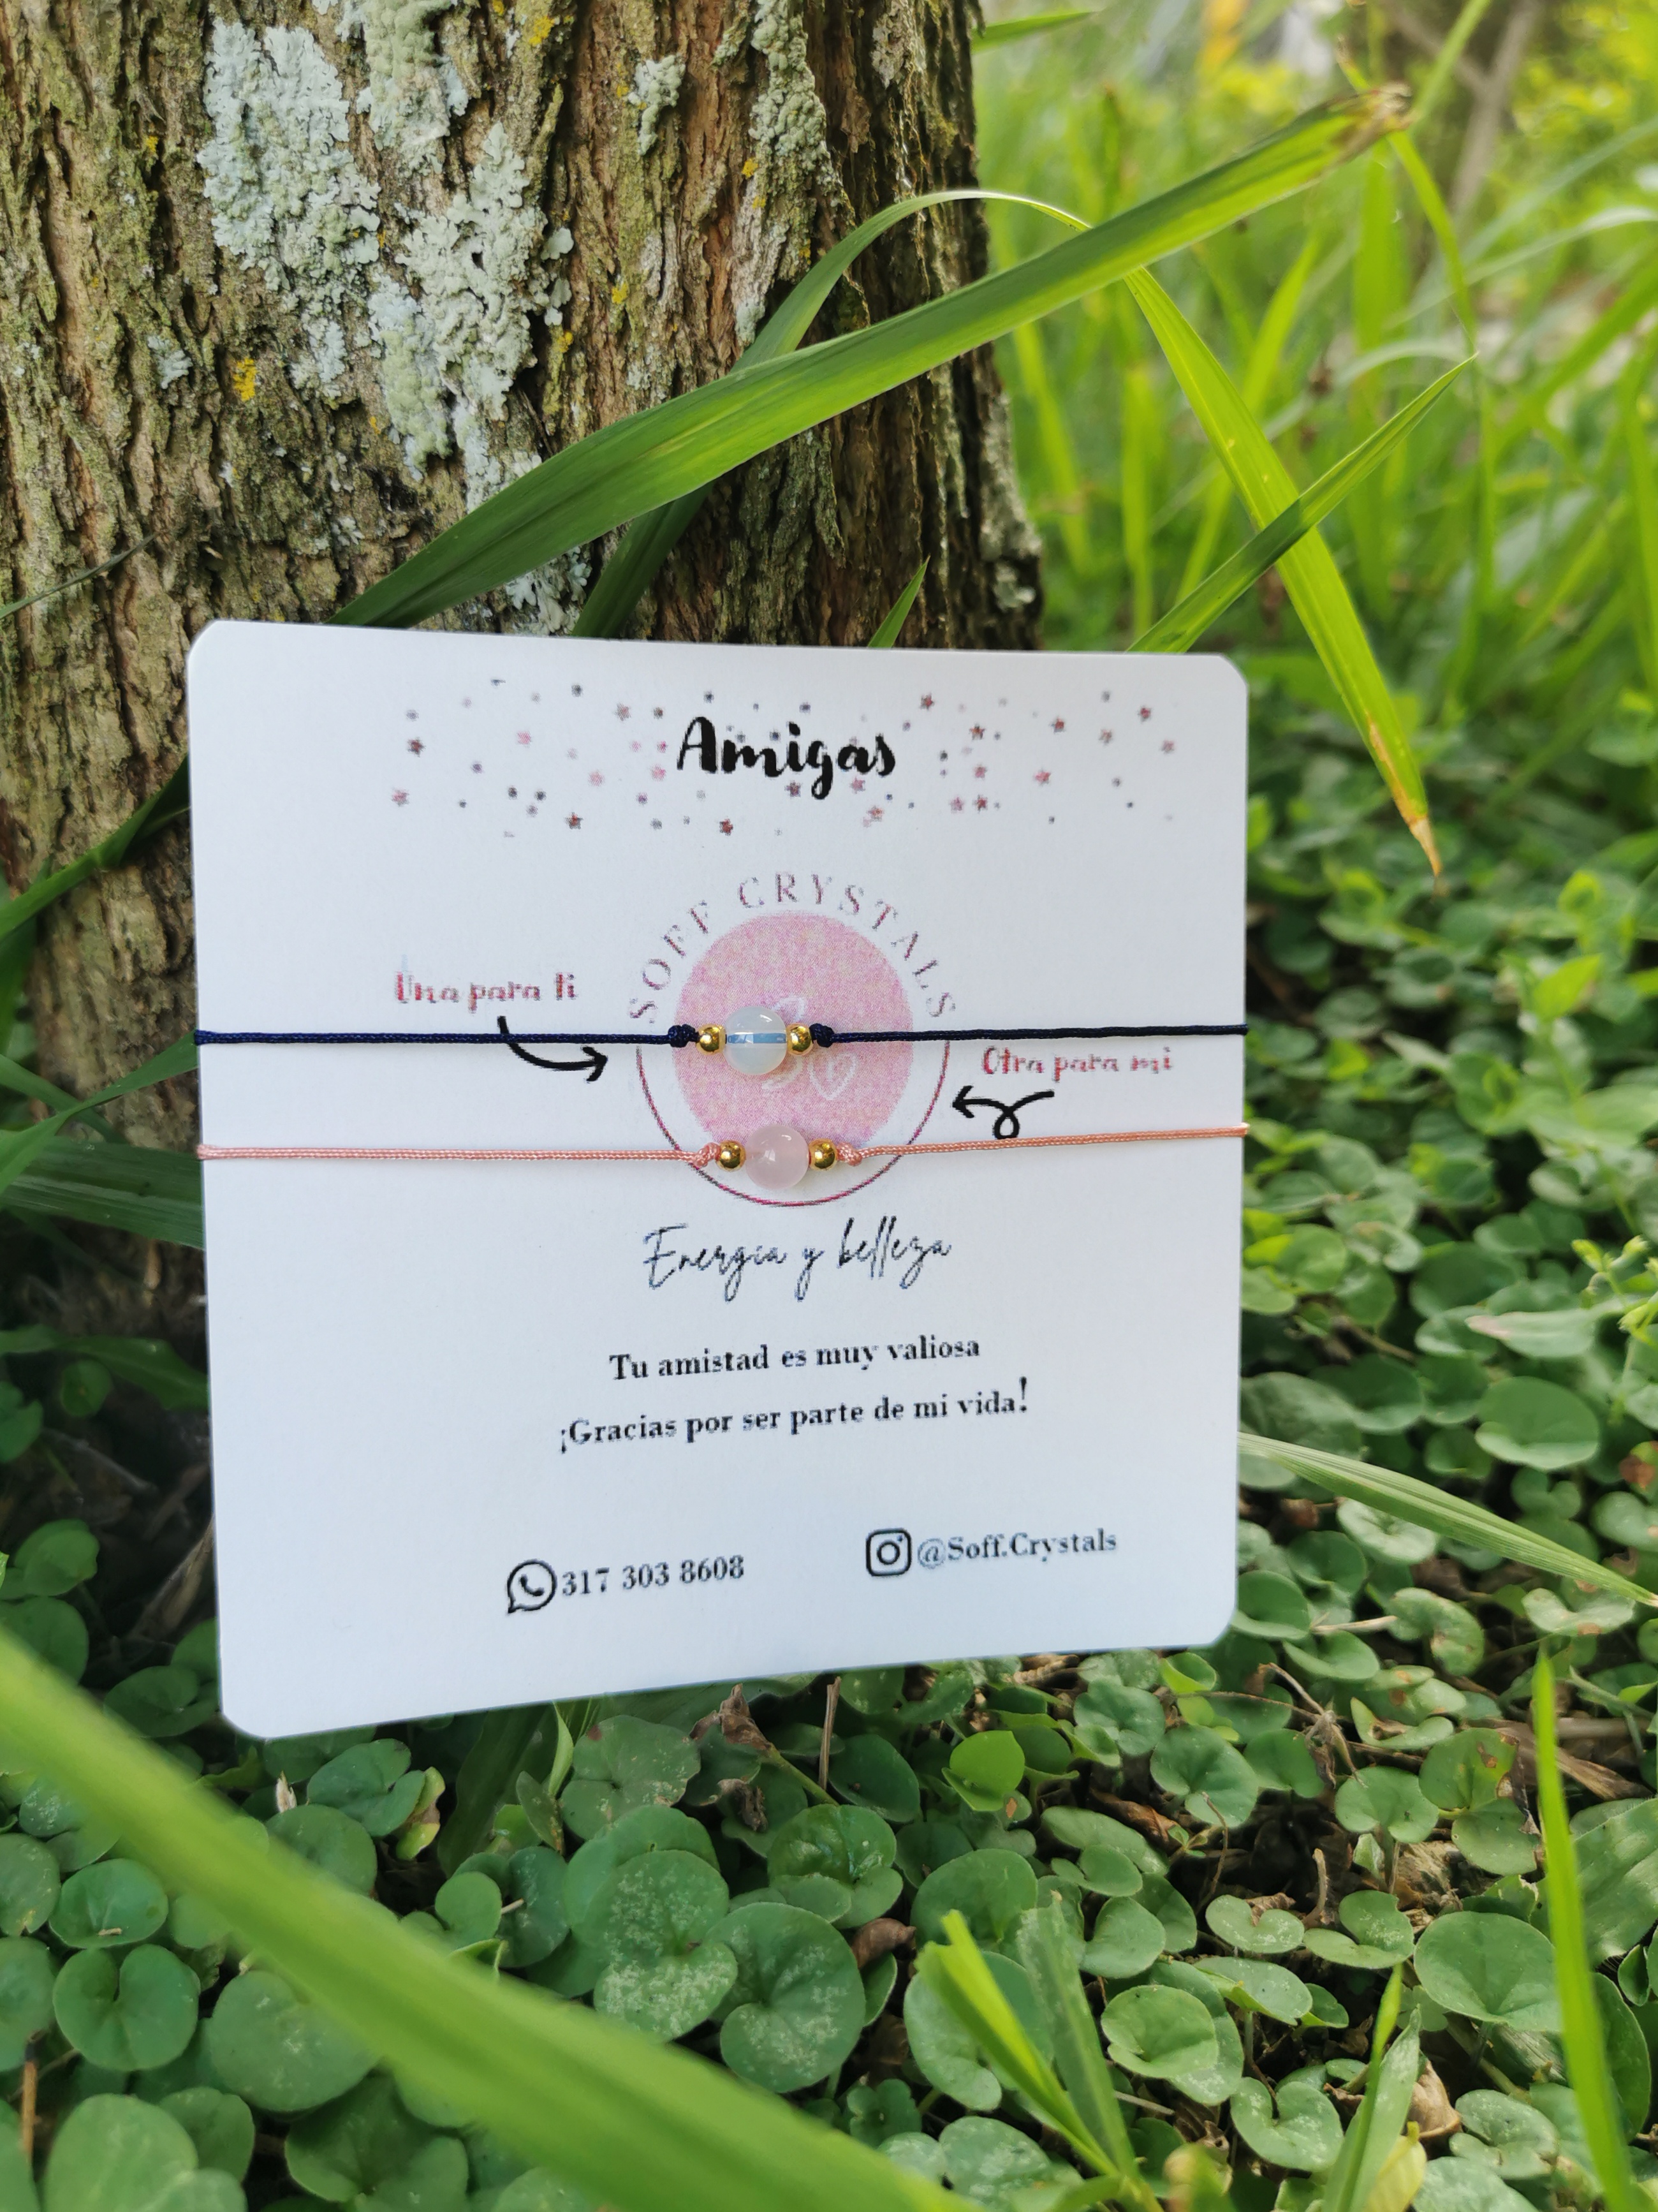 Amigas
SOFF CRYSTALS
Una para ti
Otra para mi
Energía y belleza
Tu amistad es muy valiosa
¡Gracias por ser parte de mi vida!
317 303 8608
@Soff.Crystals